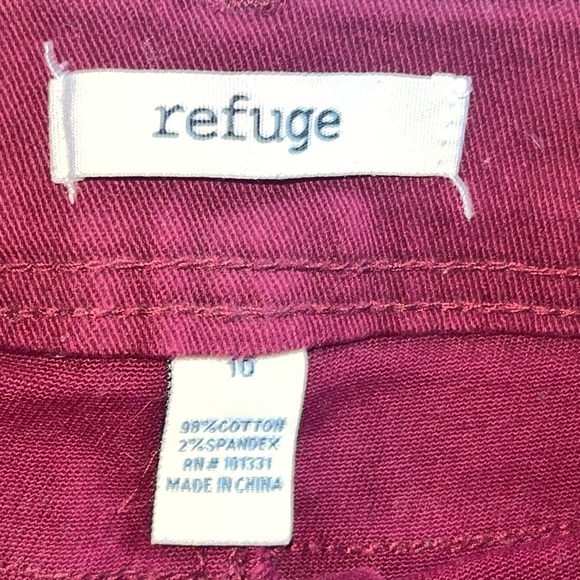 refuge
10
98%COTTON
2%SPANDEX
RN# 101331
MADE IN CHINA